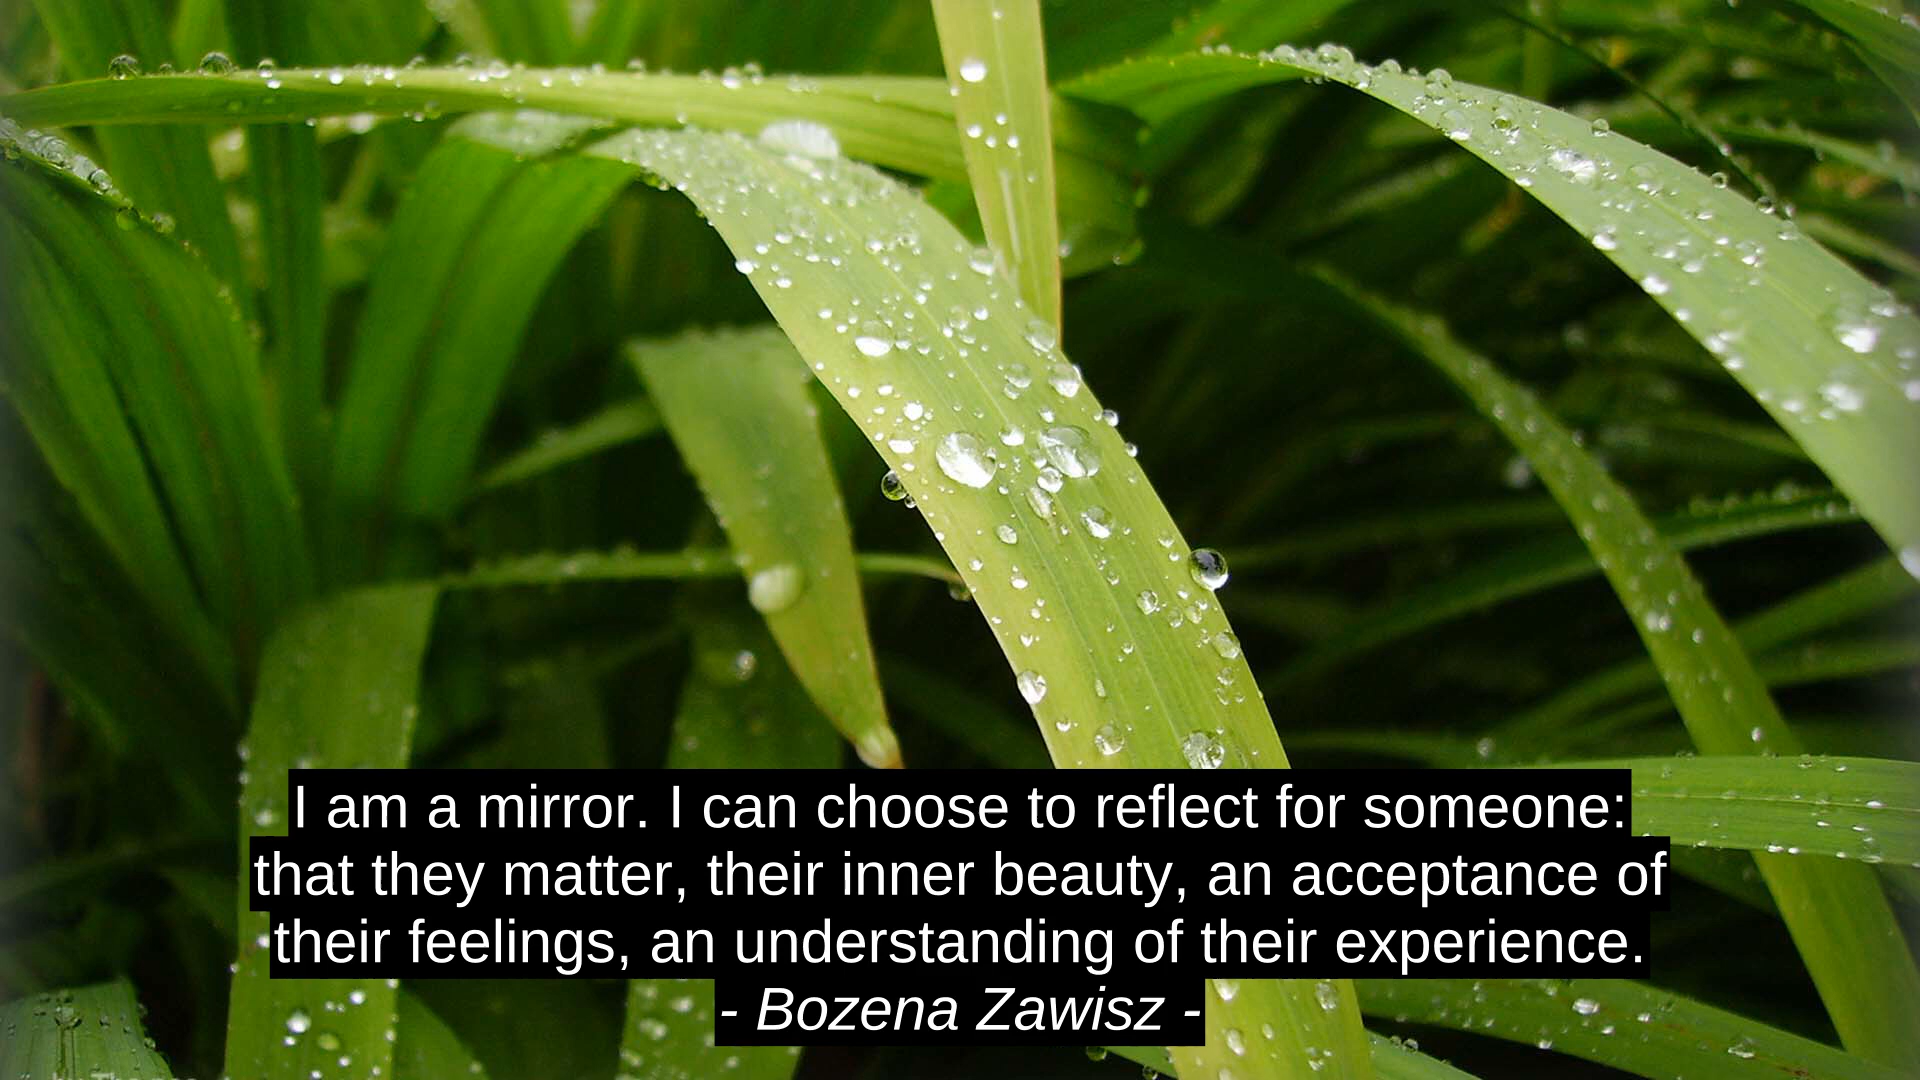 I am a mirror. I can choose to reflect for someone:
that they matter, their inner beauty, an acceptance of
their feelings, an understanding of their experience.
- Bozena Zawisz -